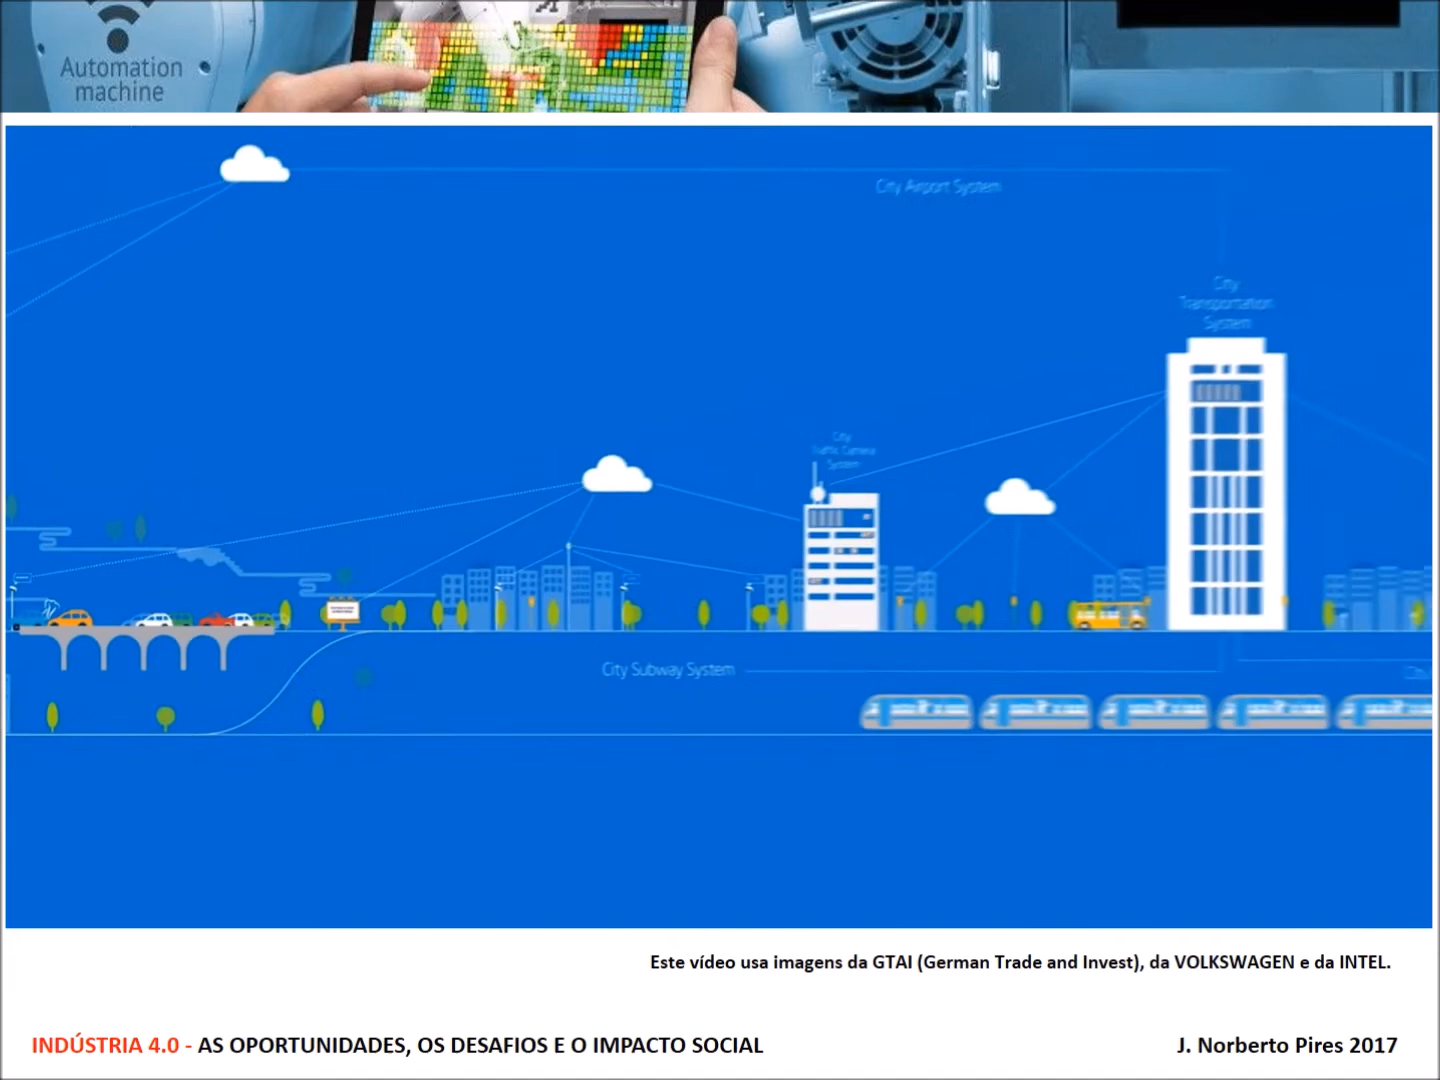 Automation
machine
City Airport System
City
Transportation
System
City
Traffic Camera
System
City Subway System
Este vídeo usa imagens da GTAI (German Trade and Invest), da VOLKSWAGEN e da INTEL.
INDÚSTRIA 4.0 - AS OPORTUNIDADES, OS DESAFIOS E O IMPACTO SOCIAL
J. Norberto Pires 2017